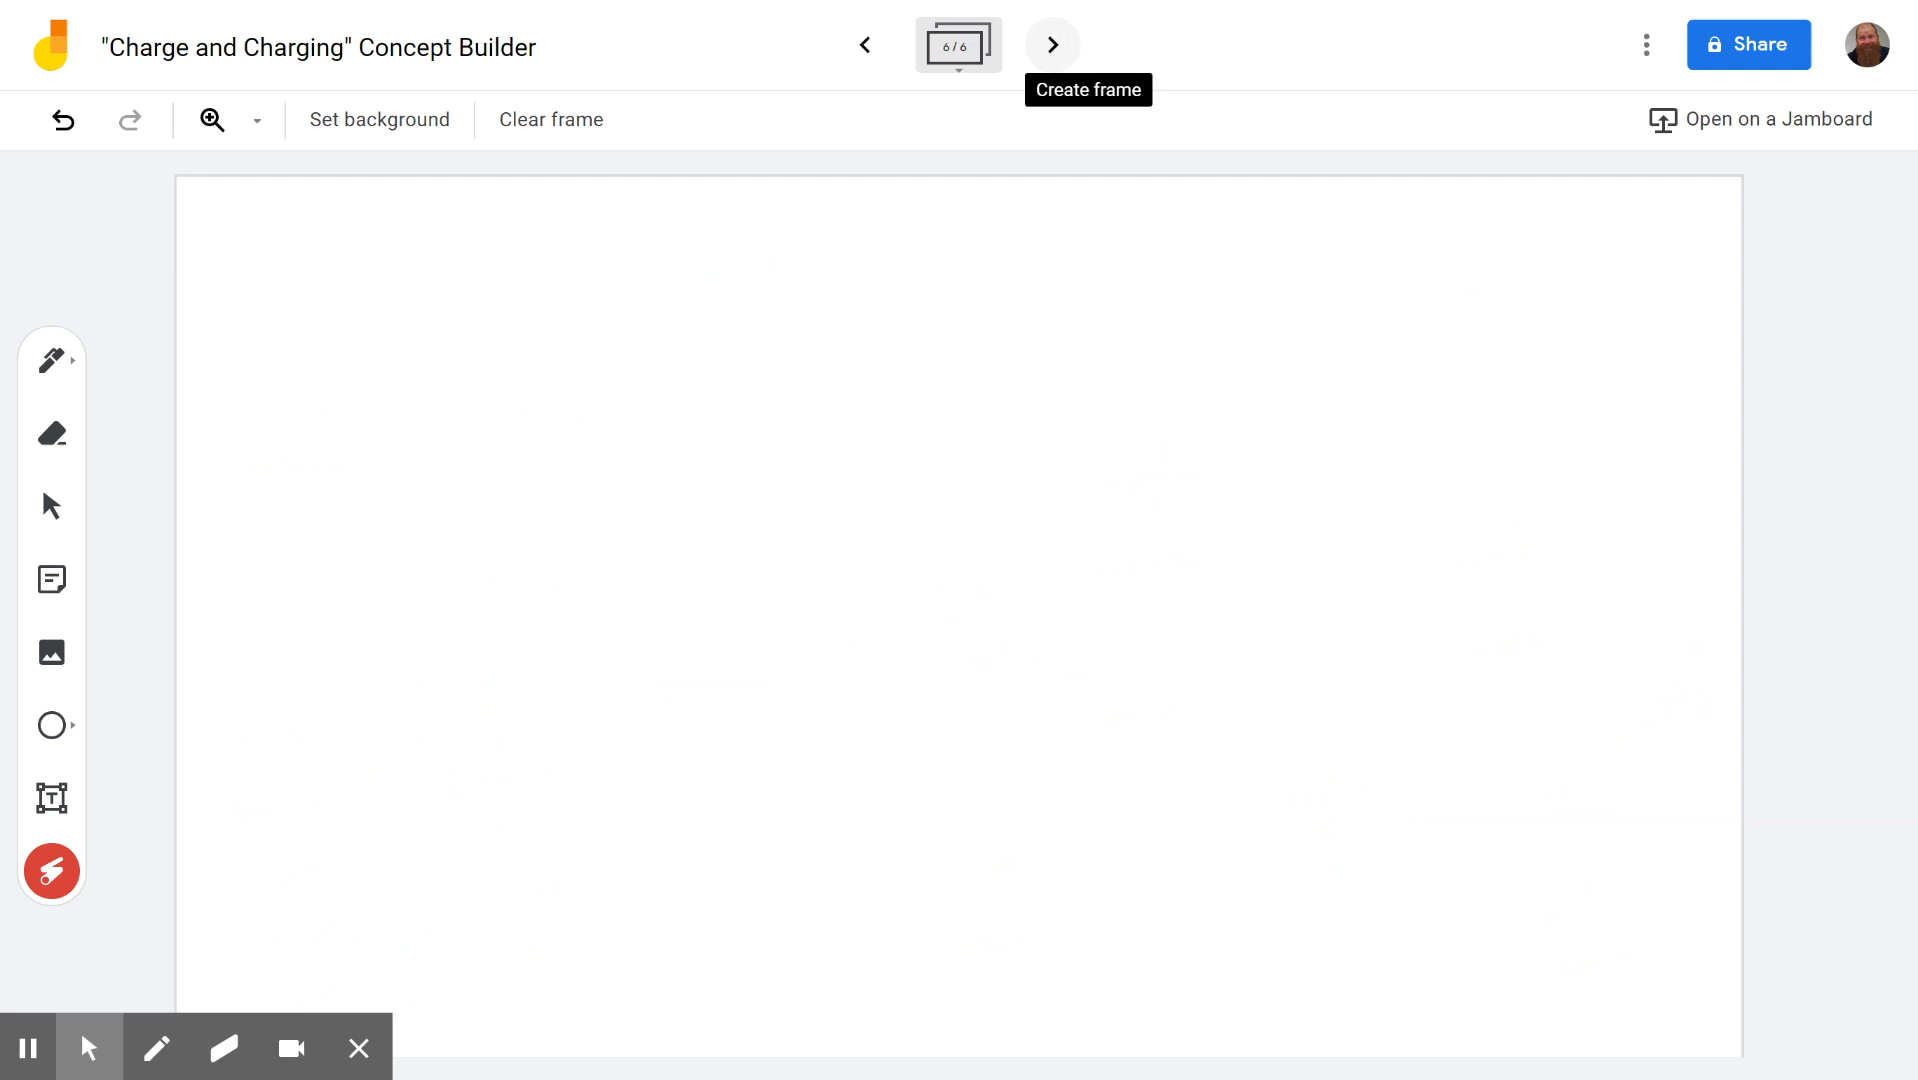 "Charge and Charging" Concept Builder
6 / 6
Share
Create frame
Set background
Clear frame
Open on a Jamboard
T